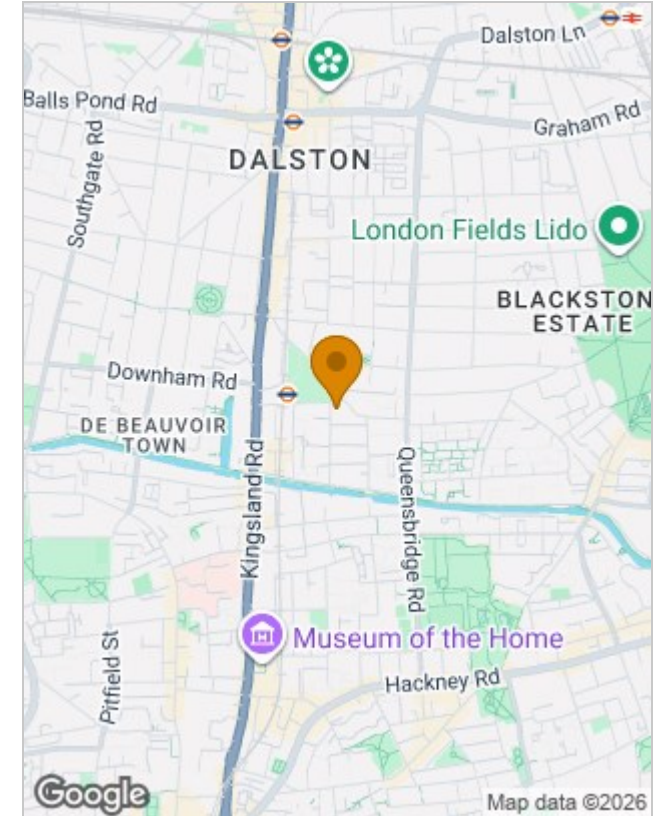 Dalston Ln
Balls Pond Rd
Graham Rd
Southgate Rd
DALSTON
London Fields Lido
BLACKSTON
ESTATE
Downham Rd
DE BEAUVOIR
TOWN
Kingsland Rd
Queensbridge Rd
Museum of the Home
Pitfield St
Hackney Rd
Google
Map data ©2026